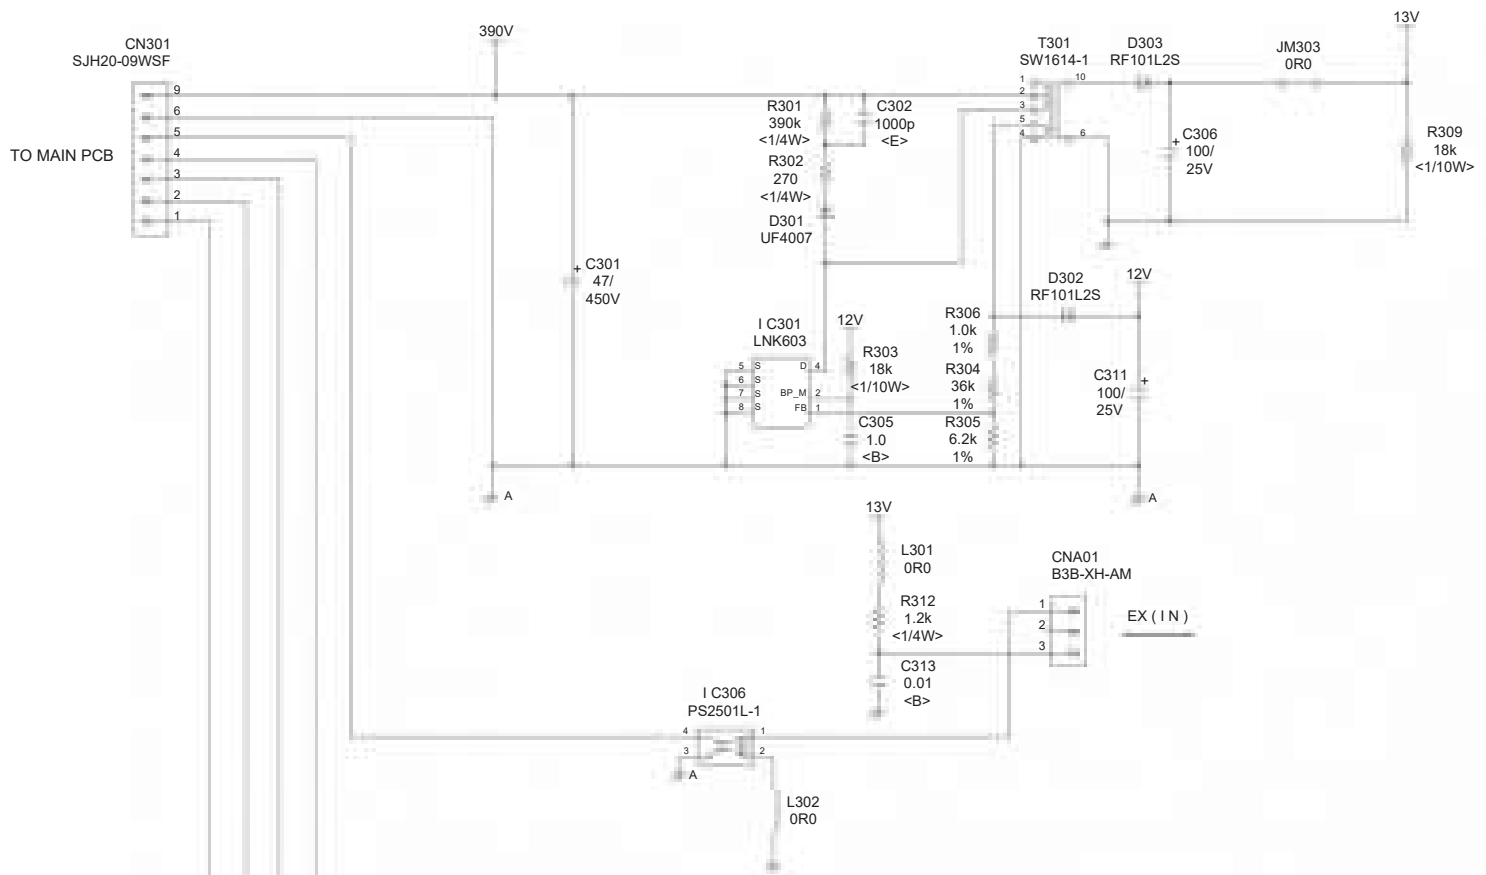 CN301
SJH20-09WSF
9
6
5
4
3
2
1
TO MAIN PCB
390V
C301
47/
450V
R301
390k
<1/4W>
C302
1000p
<E>
R302
270
<1/4W>
D301
UF4007
T301
SW1614-1
1
2
3
5
4
10
6
D303
RF101L2S
JM303
0R0
13V
C306
100/
25V
R309
18k
<1/10W>
D302
RF101L2S
12V
C311
100/
25V
I C301
LNK603
5
6
7
8
S
S
S
S
D
BP_M
FB
4
2
1
12V
R303
18k
<1/10W>
C305
1.0
<B>
R306
1.0k
1%
R304
36k
1%
R305
6.2k
1%
A
A
13V
L301
0R0
R312
1.2k
<1/4W>
C313
0.01
<B>
CNA01
B3B-XH-AM
1
2
3
EX ( I N )
I C306
PS2501L-1
4
3
1
2
A
L302
0R0